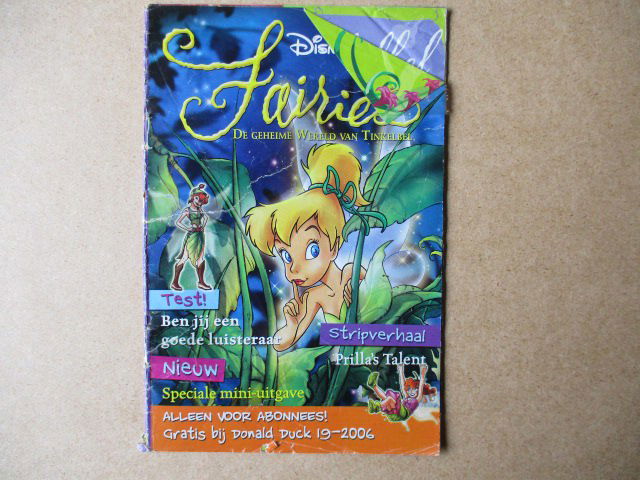 Disn
Fairies
De geheime Wereld van Tinkelbel
Test!
Ben jij een
goede luisteraar
Stripverhaal
Prilla's Talent
Nieuw
Speciale mini-uitgave
Alleen voor abonnees!
Gratis bij Donald Duck 19-2006